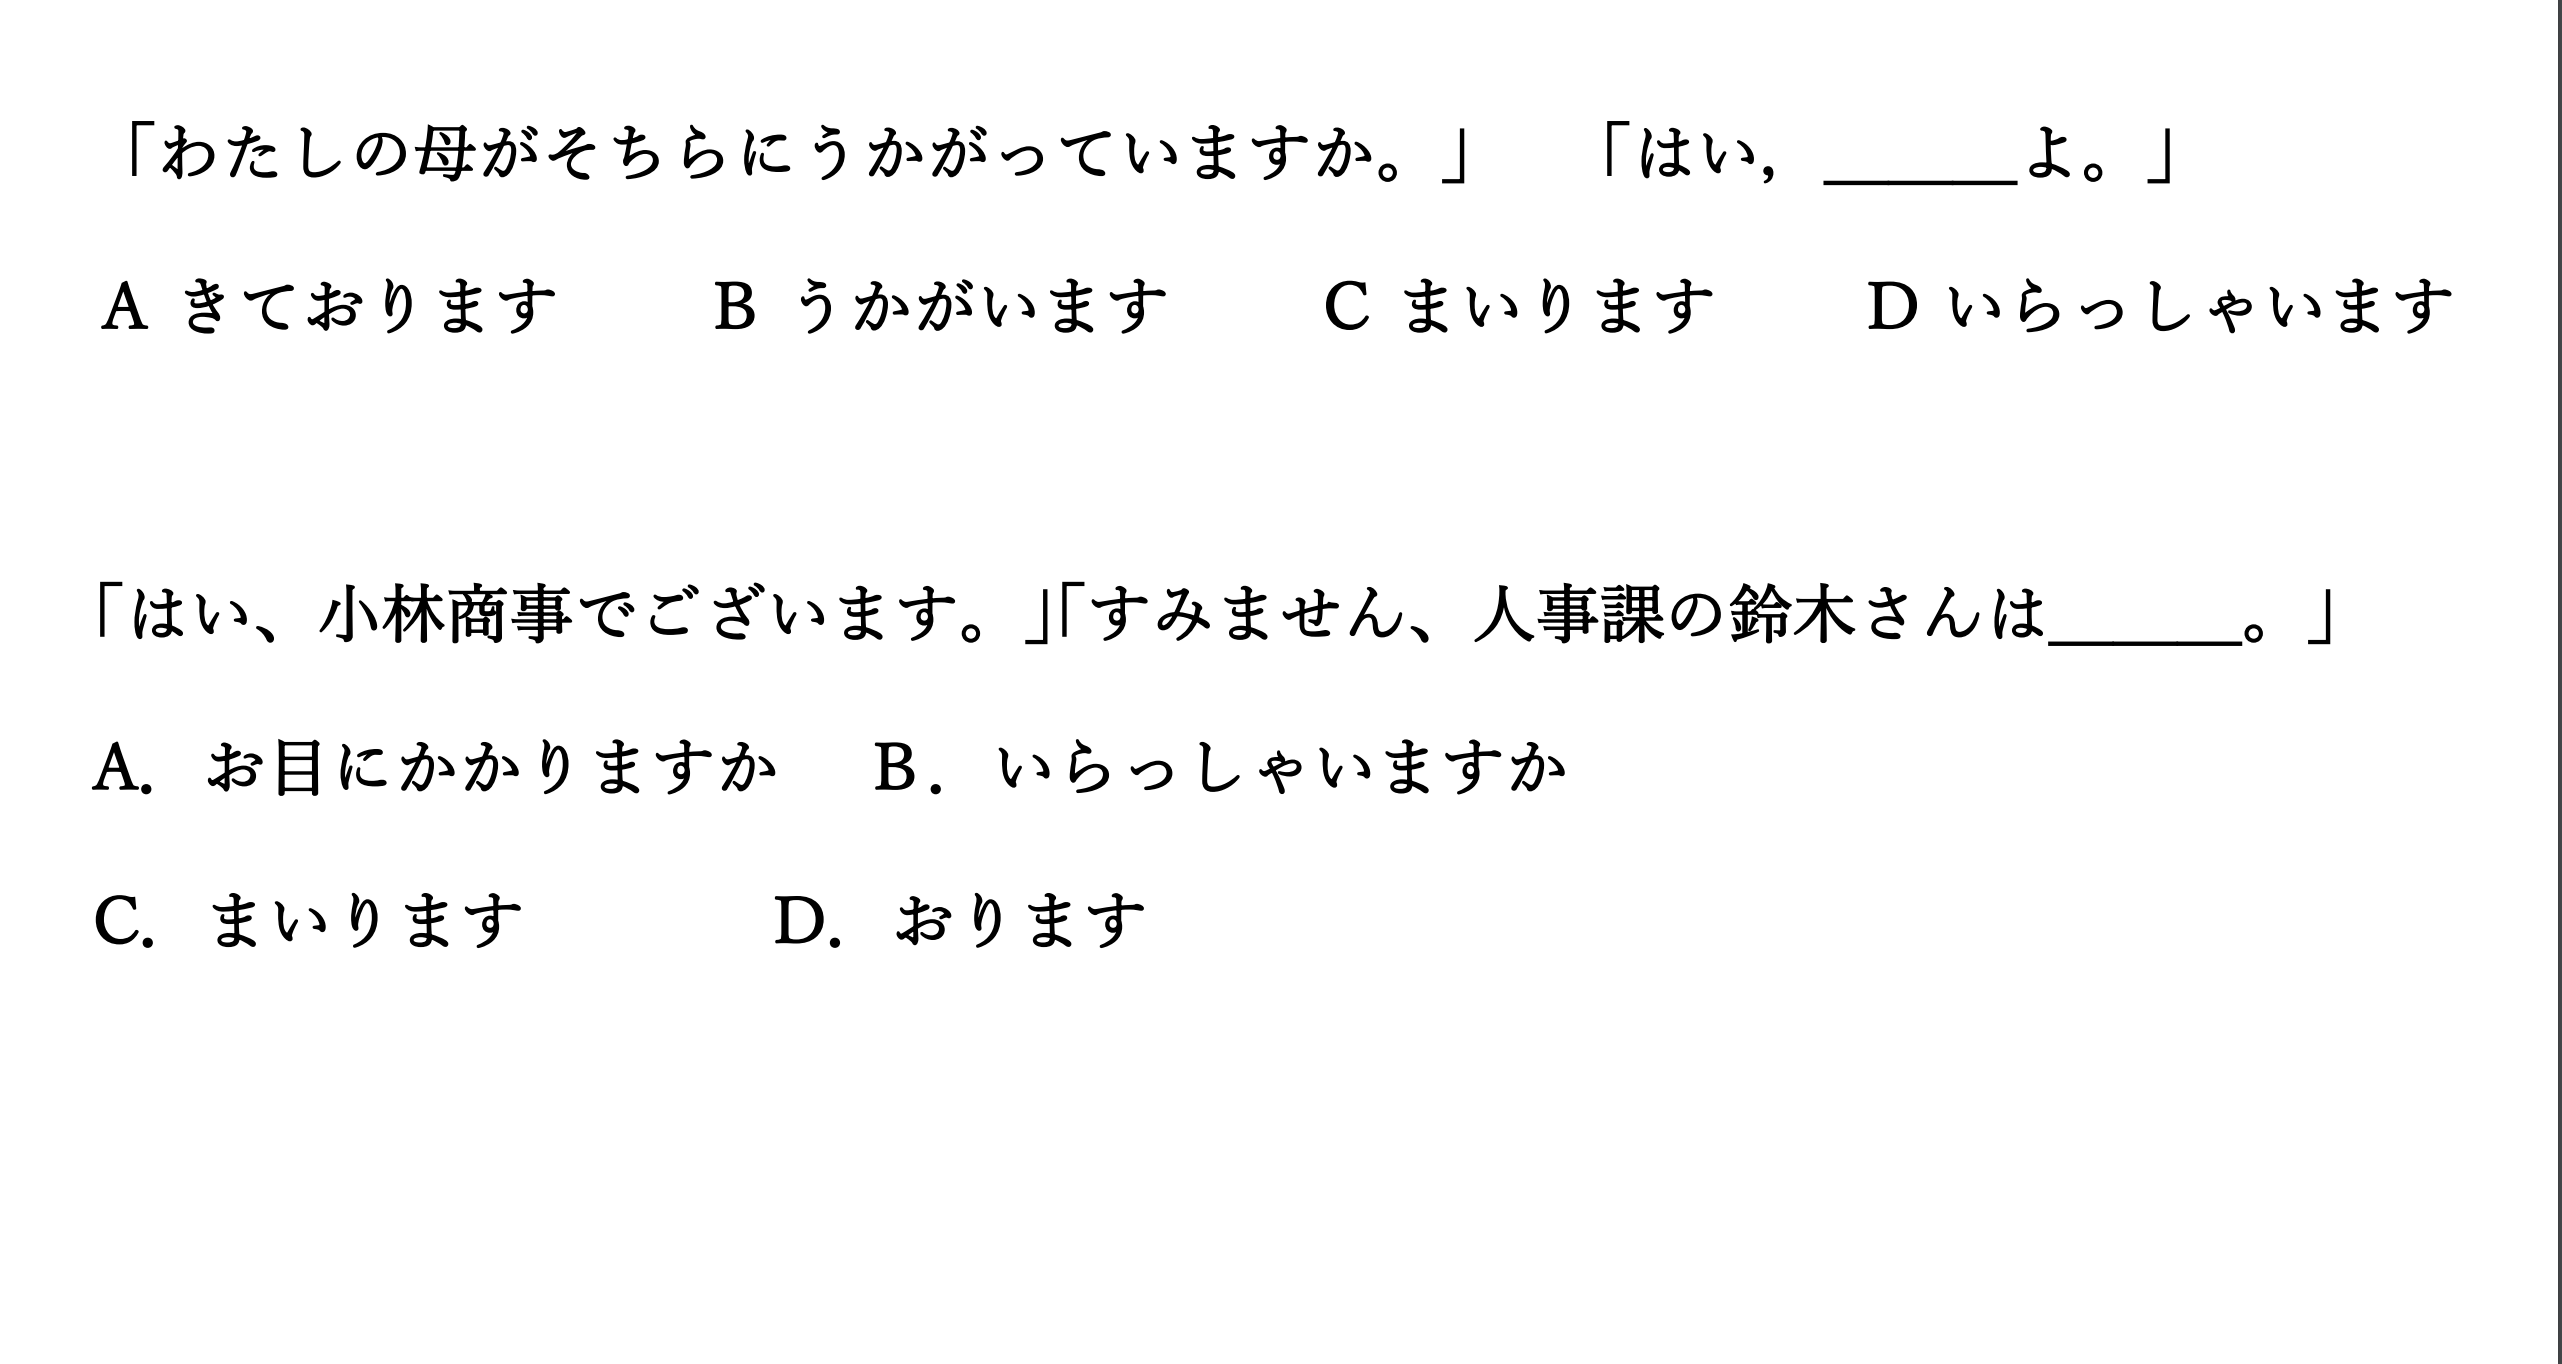 「わたしの母がそちらにうかがっていますか。」　「はい，______よ。」
A きております　　B うかがいます　　C まいります　　D いらっしゃいます
「はい、小林商事でございます。」「すみません、人事課の鈴木さんは______。」
A. お目にかかりますか　B. いらっしゃいますか
C. まいります　　　　D. おります